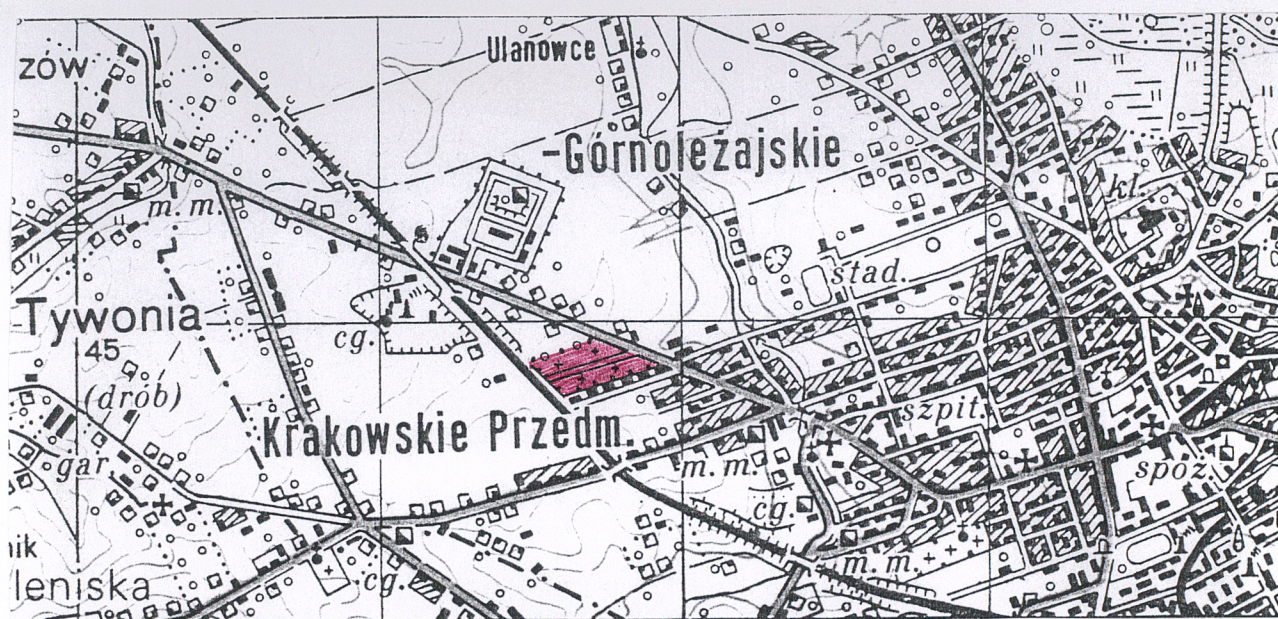 Ulanowce
zów
-Górnoleżajskie
kl.
m. m.
stad.
Tywonia
45
cg.
(drób)
szpit.
Krakowskie Przedm.
gar.
m. m.
spoż.
cg.
nik
m. m.
leniska
cg.